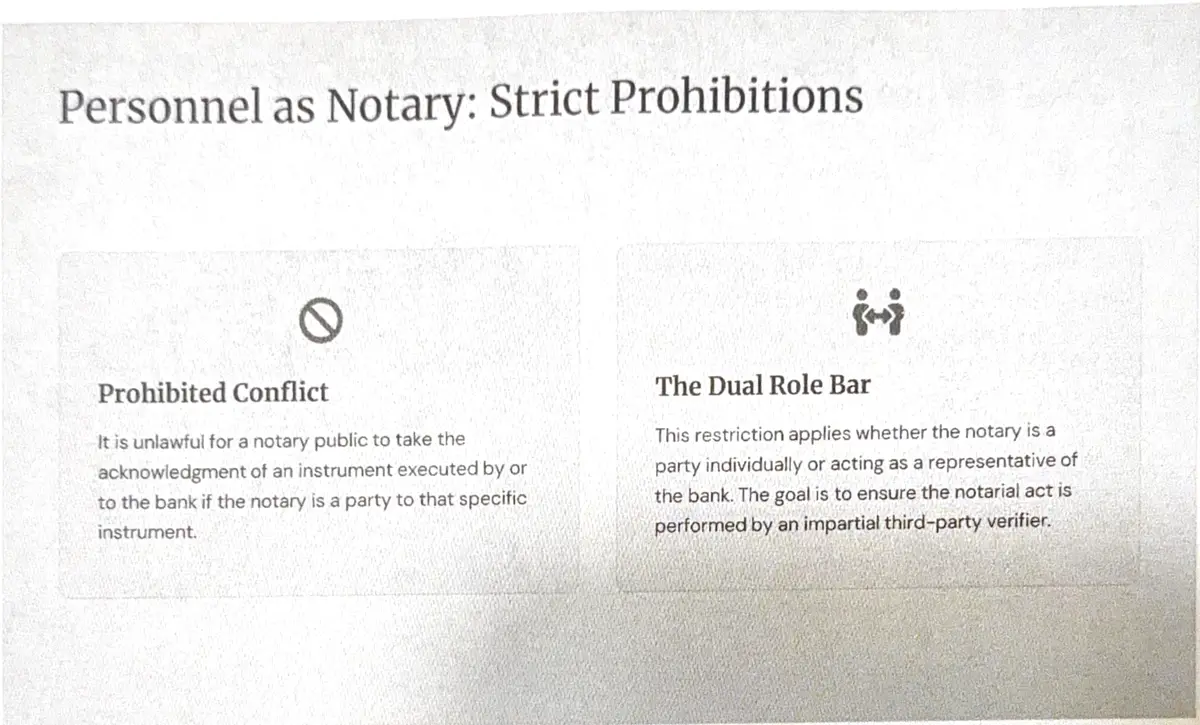 Personnel as Notary: Strict Prohibitions
Prohibited Conflict
It is unlawful for a notary public to take the
acknowledgment of an instrument executed by or
to the bank if the notary is a party to that specific
instrument.
The Dual Role Bar
This restriction applies whether the notary is a
party individually or acting as a representative of
the bank. The goal is to ensure the notarial act is
performed by an impartial third-party verifier.